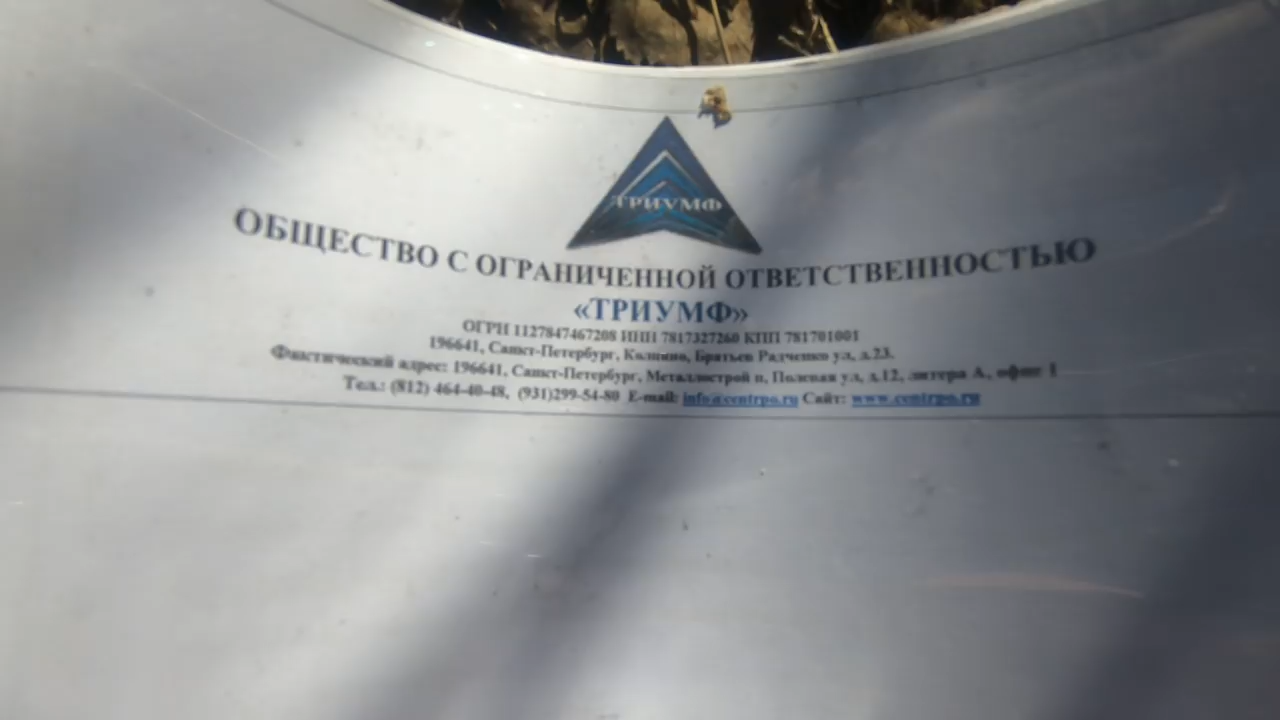 ТРИУМФ
ОБЩЕСТВО С ОГРАНИЧЕННОЙ ОТВЕТСТВЕННОСТЬЮ
«ТРИУМФ»
ОГРН 1127847467208 ИНН 7817327260 КПП 781701001
196641, Санкт-Петербург, Колпино, Братьев Радченко ул, д.23.
Фактический адрес: 196641, Санкт-Петербург, Металлострой п, Полевая ул, д.12, литера А, офис 1
Тел.: (812) 464-40-48, (931)299-54-80 E-mail: info@centrpo.ru Сайт: www.centrpo.ru